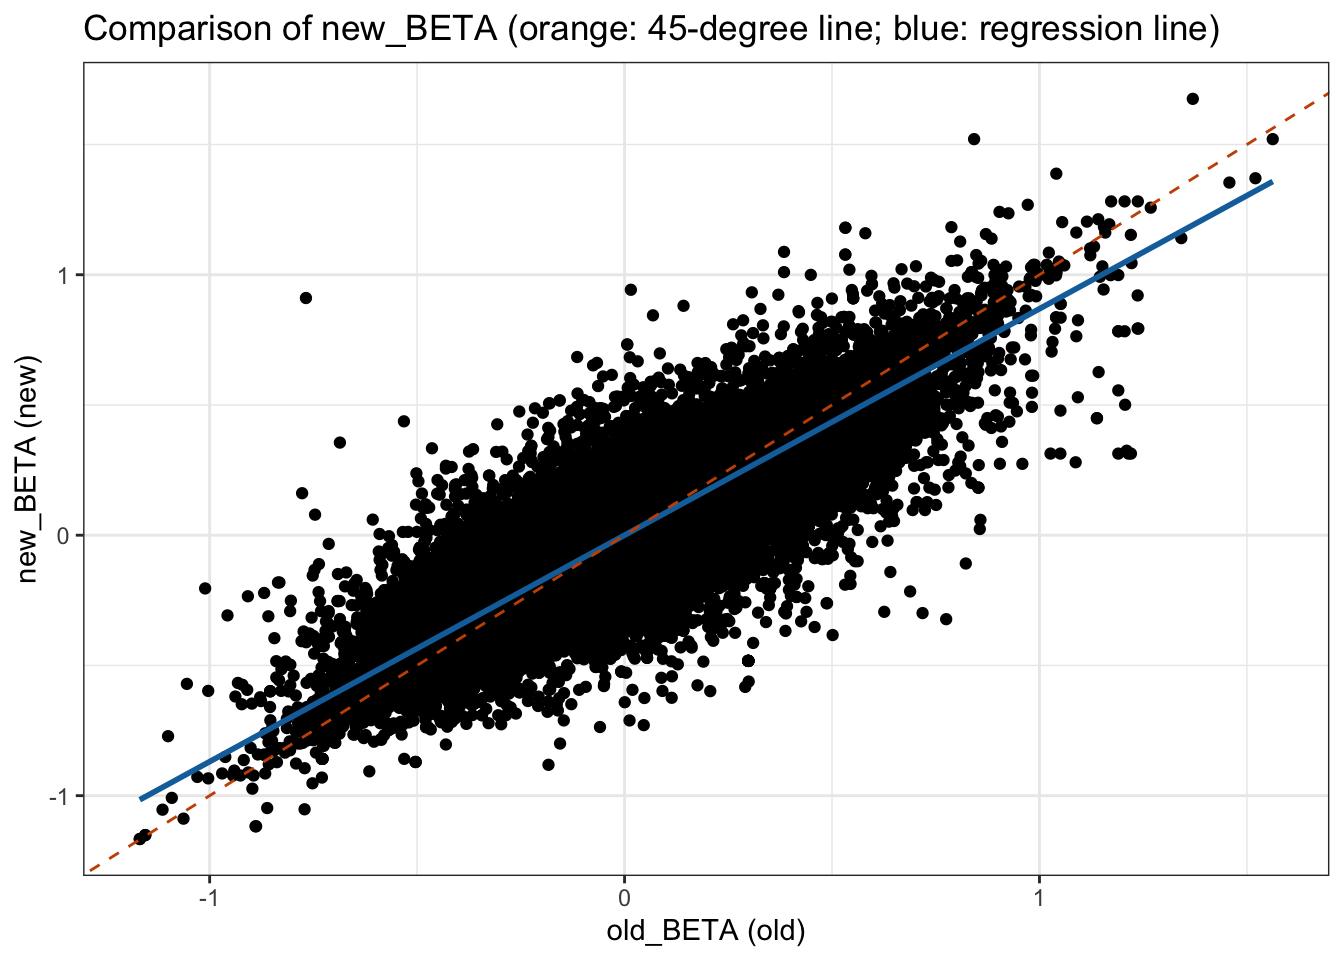 Comparison of new_BETA (orange: 45-degree line; blue: regression line)
new_BETA (new)
1
0
-1
-1
0
1
old_BETA (old)